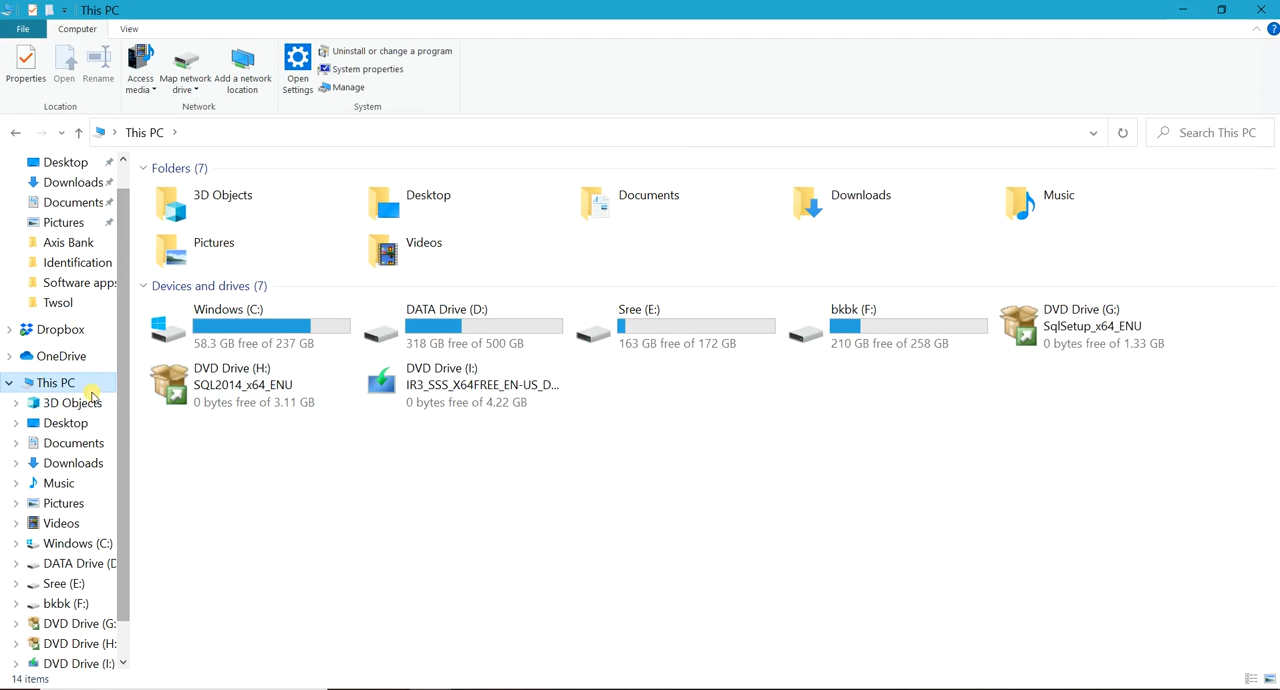 This PC
File Computer View
Properties Open Rename
Location
Access media Map network drive Add a network location
Network
Open Settings
Uninstall or change a program
System properties
Manage
System
This PC
Search This PC
Desktop
Downloads
Documents
Pictures
Axis Bank
Identification
Software apps
Twsol
Dropbox
OneDrive
This PC
3D Objects
Desktop
Documents
Downloads
Music
Pictures
Videos
Windows (C:)
DATA Drive (D
Sree (E:)
bkbk (F:)
DVD Drive (G:
DVD Drive (H:
DVD Drive (I:)
Folders (7)
3D Objects
Desktop
Documents
Downloads
Music
Pictures
Videos
Devices and drives (7)
Windows (C:)
58.3 GB free of 237 GB
DATA Drive (D:)
318 GB free of 500 GB
Sree (E:)
163 GB free of 172 GB
bkbk (F:)
210 GB free of 258 GB
DVD Drive (G:)
SqlSetup_x64_ENU
0 bytes free of 1.33 GB
DVD Drive (H:)
SQL2014_x64_ENU
0 bytes free of 3.11 GB
DVD Drive (I:)
IR3_SSS_X64FREE_EN-US_D...
0 bytes free of 4.22 GB
14 items